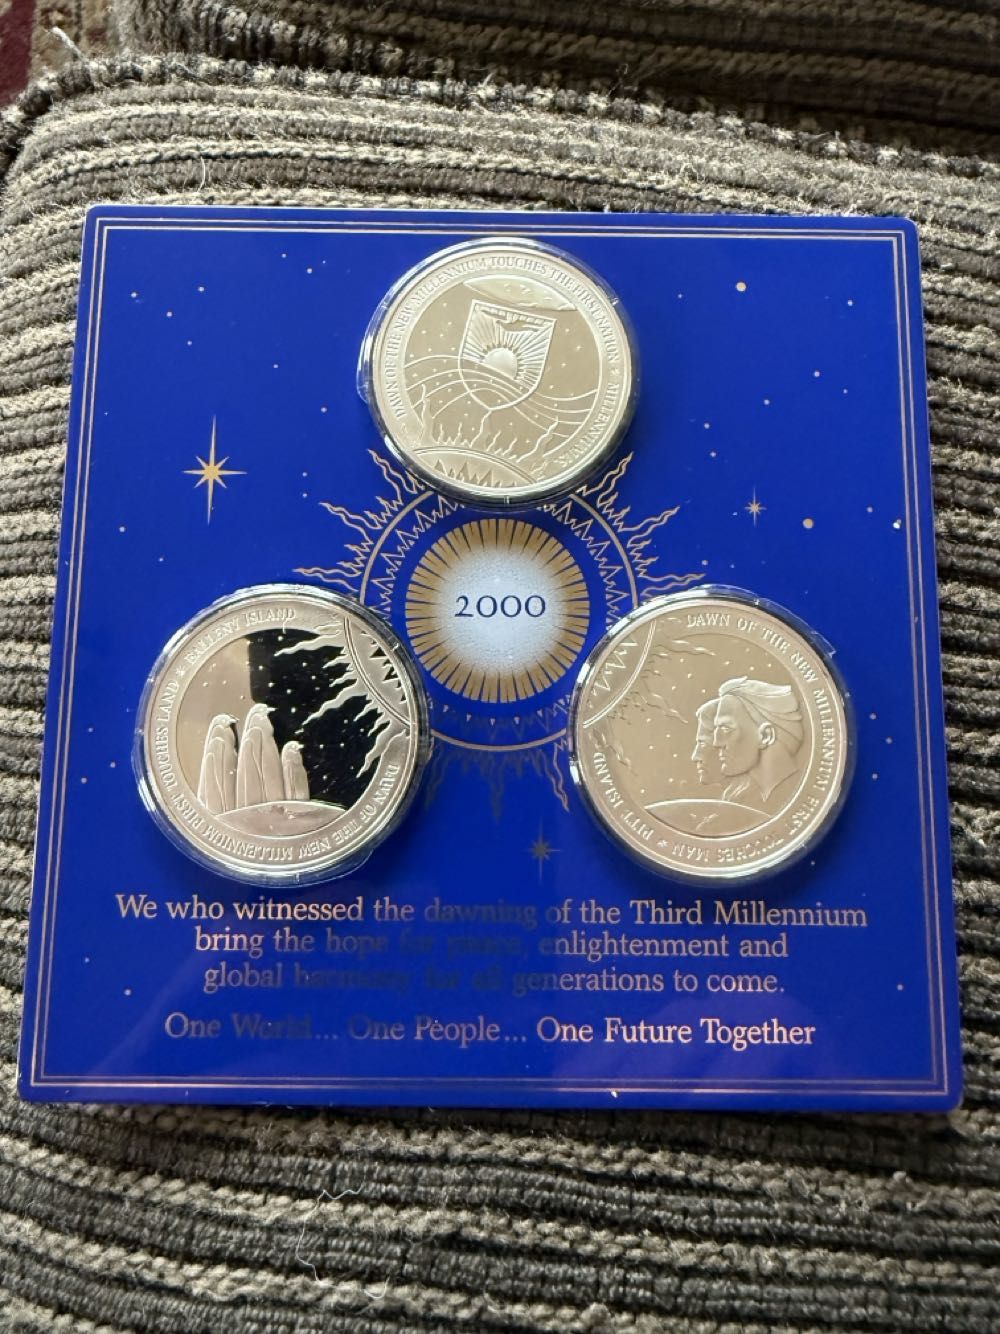 DAWN OF THE NEW MILLENNIUM TOUCHES THE FIRST NATION * MILLENNIUM IS.
2000
DAWN OF THE NEW MILLENNIUM FIRST TOUCHES LAND * BALLENY ISLAND
DAWN OF THE NEW MILLENNIUM FIRST TOUCHES MAN * PITT ISLAND
We who witnessed the dawning of the Third Millennium
bring the hope for peace, enlightenment and
global harmony for all generations to come.
One World... One People... One Future Together